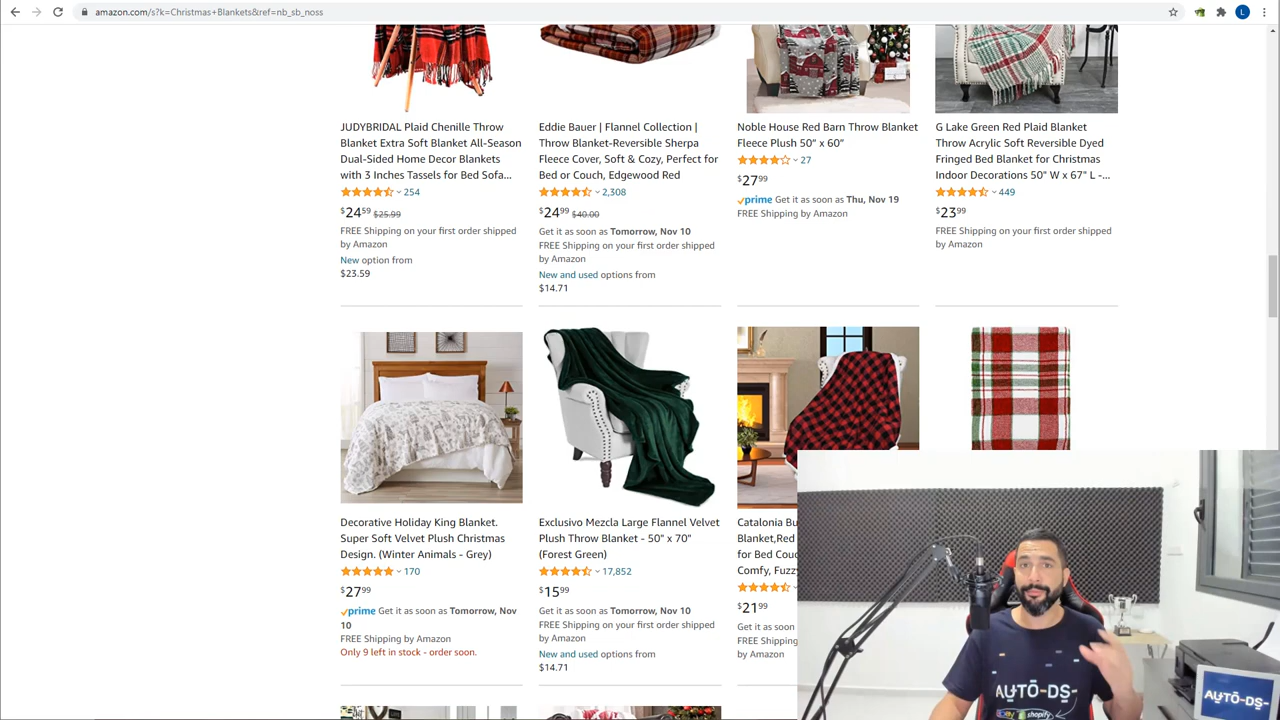 amazon.com/s?k=Christmas+Blankets&ref=nb_sb_noss
L
JUDYBRIDAL Plaid Chenille Throw
Blanket Extra Soft Blanket All-Season
Dual-Sided Home Decor Blankets
with 3 Inches Tassels for Bed Sofa...
254
$24.59 $25.99
FREE Shipping on your first order shipped
by Amazon
New option from
$23.59
Eddie Bauer | Flannel Collection |
Throw Blanket-Reversible Sherpa
Fleece Cover, Soft & Cozy, Perfect for
Bed or Couch, Edgewood Red
2,308
$24.99 $40.00
Get it as soon as Tomorrow, Nov 10
FREE Shipping on your first order shipped
by Amazon
New and used options from
$14.71
Noble House Red Barn Throw Blanket
Fleece Plush 50" x 60"
27
$27.99
prime Get it as soon as Thu, Nov 19
FREE Shipping by Amazon
G Lake Green Red Plaid Blanket
Throw Acrylic Soft Reversible Dyed
Fringed Bed Blanket for Christmas
Indoor Decorations 50" W x 67" L -...
449
$23.99
FREE Shipping on your first order shipped
by Amazon
Decorative Holiday King Blanket.
Super Soft Velvet Plush Christmas
Design. (Winter Animals - Grey)
170
$27.99
prime Get it as soon as Tomorrow, Nov
10
FREE Shipping by Amazon
Only 9 left in stock - order soon.
Exclusivo Mezcla Large Flannel Velvet
Plush Throw Blanket - 50" x 70"
(Forest Green)
17,852
$15.99
Get it as soon as Tomorrow, Nov 10
FREE Shipping on your first order shipped
by Amazon
New and used options from
$14.71
Catalonia Bu
Blanket,Red
for Bed Couc
Comfy, Fuzzy
$21.99
Get it as soon
FREE Shipping
by Amazon
AUTO-DS-
shopify
AUTO-DS-